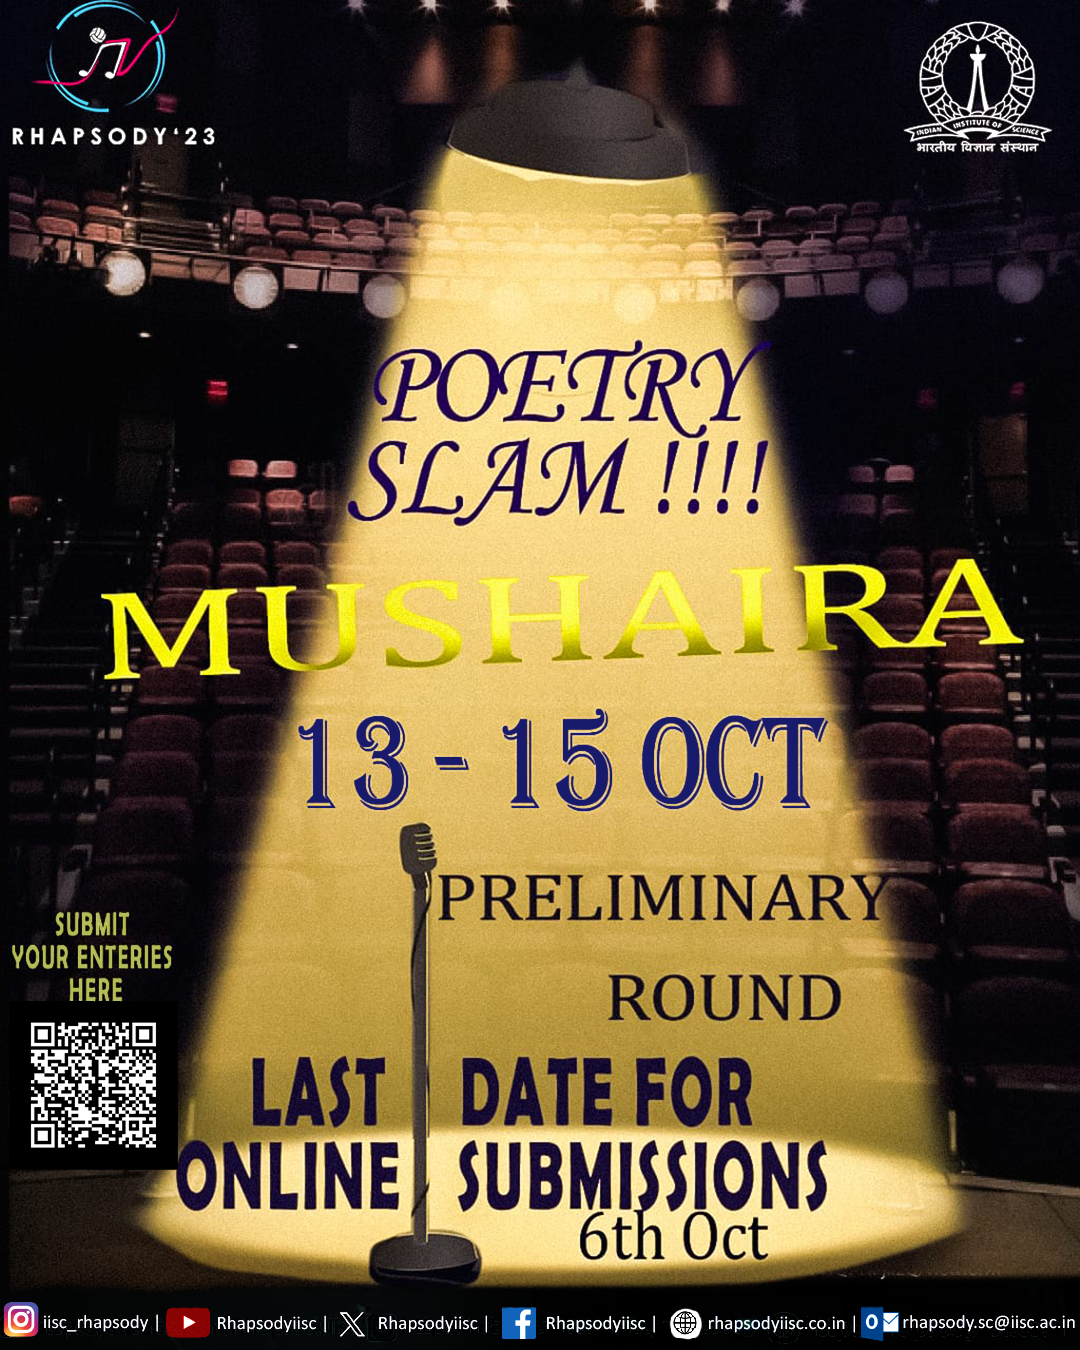 RHAPSODY‘23
INDIAN INSTITUTE OF SCIENCE
भारतीय विज्ञान संस्थान
POETRY
SLAM !!!!
MUSHAIRA
13 - 15 OCT
PRELIMINARY
ROUND
SUBMIT
YOUR ENTERIES
HERE
LAST DATE FOR
ONLINE SUBMISSIONS
6th Oct
iisc_rhapsody | Rhapsodyiisc | Rhapsodyiisc | Rhapsodyiisc | rhapsodyiisc.co.in | rhapsody.sc@iisc.ac.in